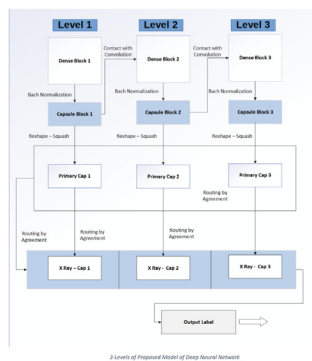 Level 1
Level 2
Level 3
Contact with
Convolution
Contact with
Convolution
Dense Block 1
Dense Block 2
Dense Block 3
Bach Normalization
Bach Normalization
Bach Normalization
Capsule Block 1
Capsule Block 2
Capsule Block 3
Reshape – Squash
Reshape – Squash
Reshape – Squash
Primary Cap 1
Primary Cap 2
Primary Cap 3
Routing by
Agreement
Routing by
Agreement
Routing by
Agreement
Routing by
Agreement
X Ray – Cap 1
X Ray - Cap 2
X Ray - Cap 3
Output Label
3-Levels of Proposed Model of Deep Neural Network